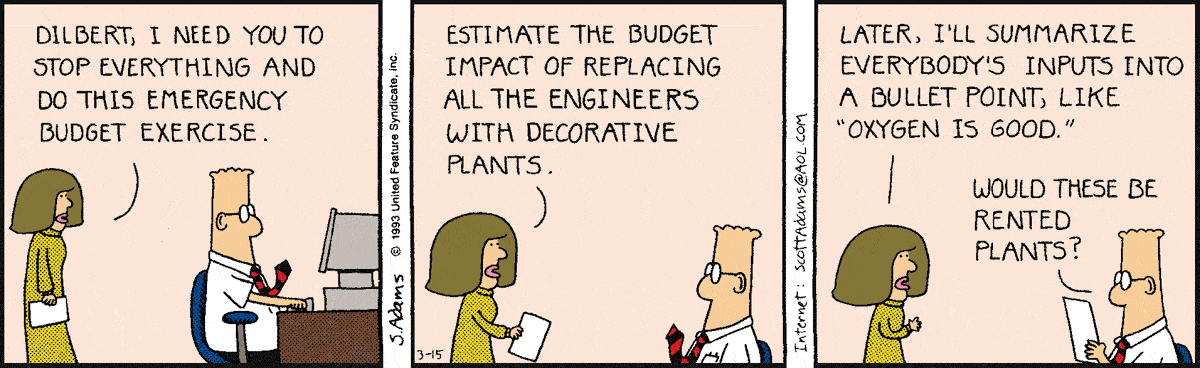 DILBERT, I NEED YOU TO
STOP EVERYTHING AND
DO THIS EMERGENCY
BUDGET EXERCISE.
S.Adams
© 1993 United Feature Syndicate, Inc.
ESTIMATE THE BUDGET
IMPACT OF REPLACING
ALL THE ENGINEERS
WITH DECORATIVE
PLANTS.
3-15
Internet: SCOTTADAMS@AOL.COM
LATER, I'LL SUMMARIZE
EVERYBODY'S INPUTS INTO
A BULLET POINT, LIKE
"OXYGEN IS GOOD."
WOULD THESE BE
RENTED
PLANTS?